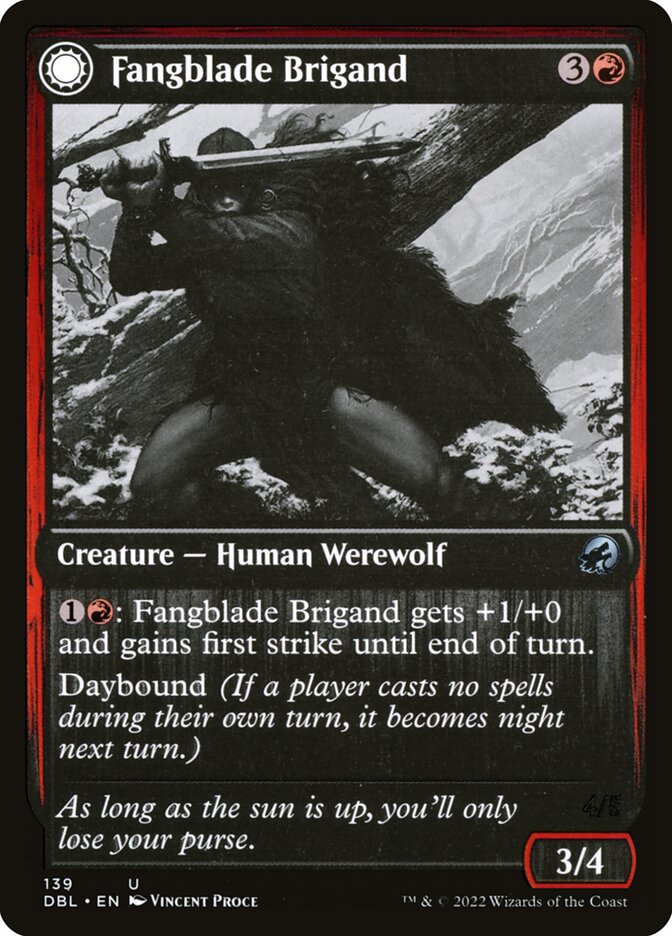 Fangblade Brigand 3
Creature — Human Werewolf
1: Fangblade Brigand gets +1/+0
and gains first strike until end of turn.
Daybound (If a player casts no spells
during their own turn, it becomes night
next turn.)
As long as the sun is up, you'll only
lose your purse.
4/5
3/4
139 U
DBL • EN Vincent Proce
™ & © 2022 Wizards of the Coast